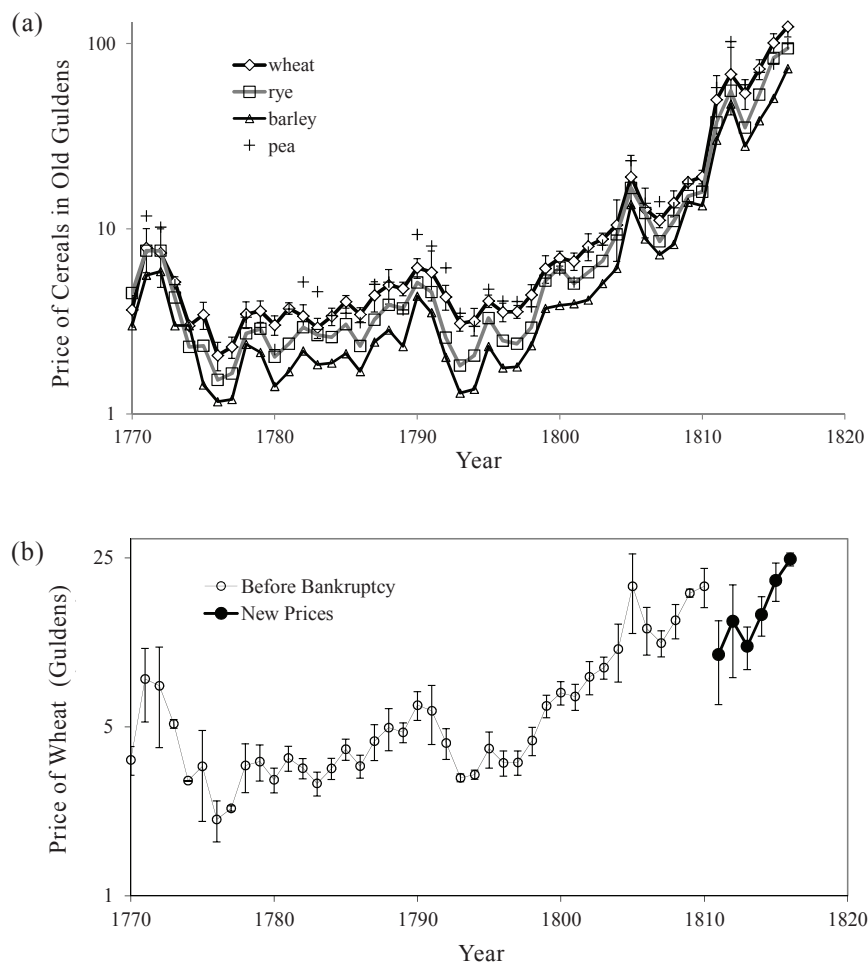 (a)
Price of Cereals in Old Guldens
100
10
1
wheat
rye
barley
pea
1770 1780 1790 1800 1810 1820
Year
(b)
Price of Wheat (Guldens)
25
5
1
Before Bankruptcy
New Prices
1770 1780 1790 1800 1810 1820
Year